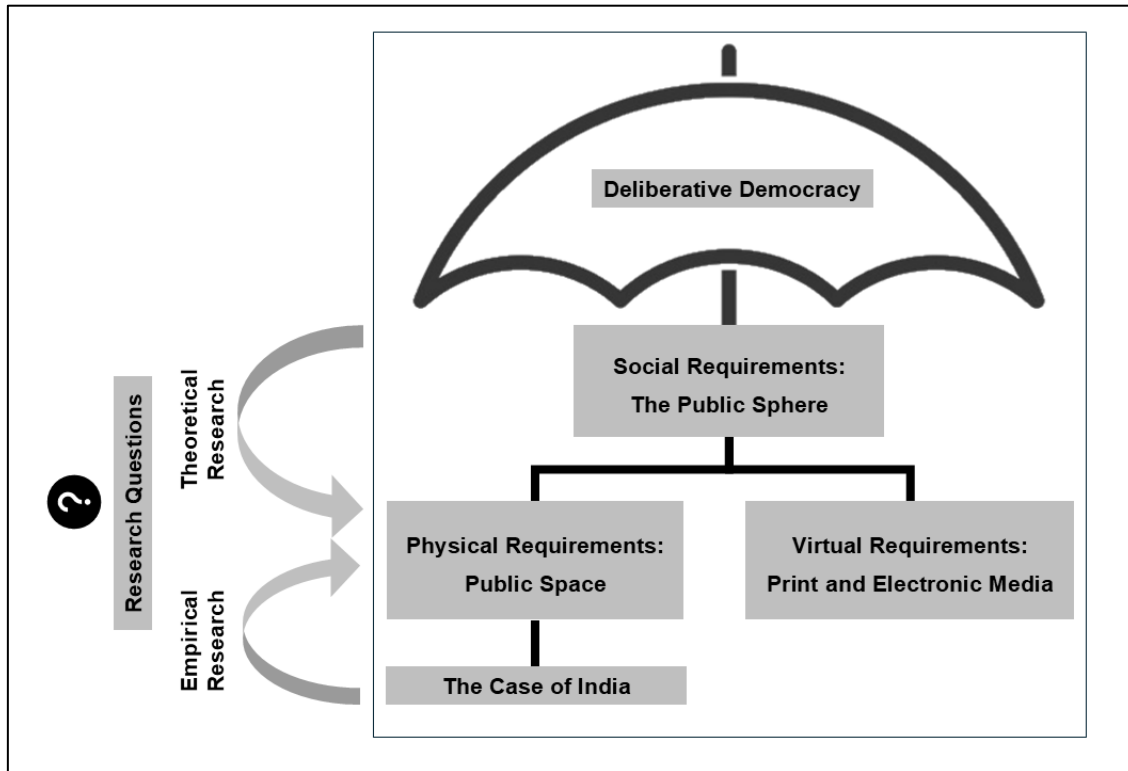 Deliberative Democracy
Social Requirements:
The Public Sphere
Physical Requirements:
Public Space
Virtual Requirements:
Print and Electronic Media
The Case of India
?
Research Questions
Theoretical
Research
Empirical
Research